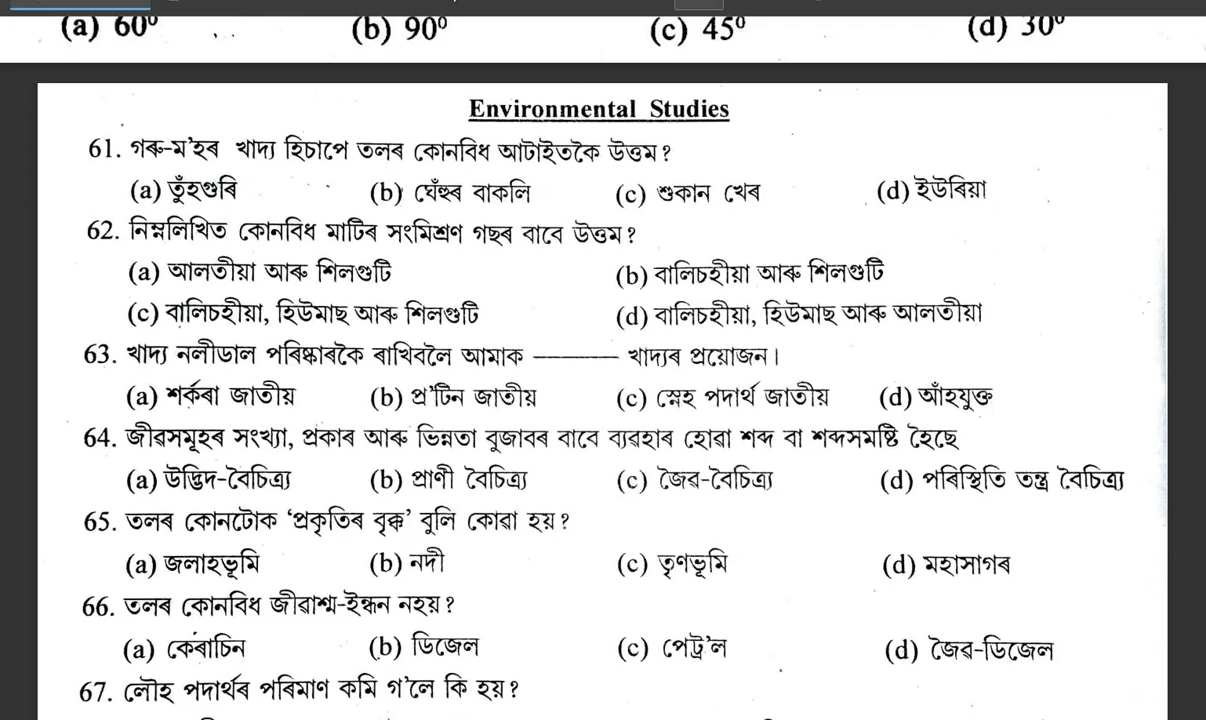 (a) 60⁰ (b) 90⁰ (c) 45⁰ (d) 30⁰
Environmental Studies
61. গৰু-ম'হৰ খাদ্য হিচাপে তলৰ কোনবিধ আটাইতকৈ উত্তম?
(a) তুঁহগুৰি (b) ঘেঁহুৰ বাকলি (c) শুকান খেৰ (d) ইউৰিয়া
62. নিম্নলিখিত কোনবিধ মাটিৰ সংমিশ্ৰণ গছৰ বাবে উত্তম?
(a) আলতীয়া আৰু শিলগুটি (b) বালিচহীয়া আৰু শিলগুটি
(c) বালিচহীয়া, হিউমাছ আৰু শিলগুটি (d) বালিচহীয়া, হিউমাছ আৰু আলতীয়া
63. খাদ্য নলীডাল পৰিষ্কাৰকৈ ৰাখিবলৈ আমাক ——— খাদ্যৰ প্ৰয়োজন।
(a) শৰ্কৰা জাতীয় (b) প্ৰ'টিন জাতীয় (c) স্নেহ পদাৰ্থ জাতীয় (d) আঁহযুক্ত
64. জীৱসমূহৰ সংখ্যা, প্ৰকাৰ আৰু ভিন্নতা বুজাবৰ বাবে ব্যৱহাৰ হোৱা শব্দ বা শব্দসমষ্টি হৈছে
(a) উদ্ভিদ-বৈচিত্ৰ্য (b) প্ৰাণী বৈচিত্ৰ্য (c) জৈৱ-বৈচিত্ৰ্য (d) পৰিস্থিতি তন্ত্ৰ বৈচিত্ৰ্য
65. তলৰ কোনটোক ‘প্ৰকৃতিৰ বৃক্ক’ বুলি কোৱা হয়?
(a) জলাহভূমি (b) নদী (c) তৃণভূমি (d) মহাসাগৰ
66. তলৰ কোনবিধ জীৱাশ্ম-ইন্ধন নহয়?
(a) কেৰাচিন (b) ডিজেল (c) পেট্ৰ'ল (d) জৈৱ-ডিজেল
67. লৌহ পদাৰ্থৰ পৰিমাণ কমি গ'লে কি হয়?